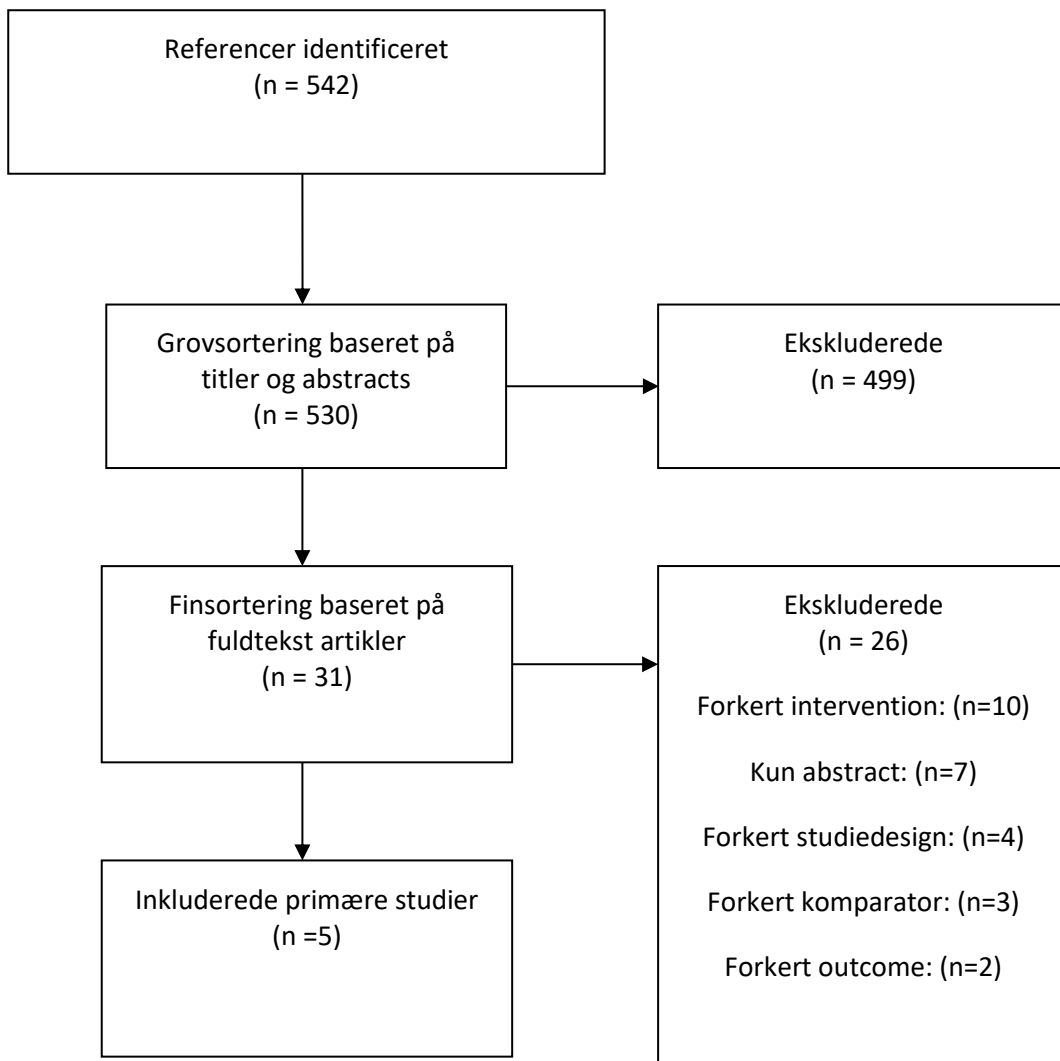 Referencer identificeret
(n = 542)
Grovsortering baseret på
titler og abstracts
(n = 530)
Ekskluderede
(n = 499)
Finsortering baseret på
fuldtekst artikler
(n = 31)
Ekskluderede
(n = 26)
Forkert intervention: (n=10)
Kun abstract: (n=7)
Forkert studiedesign: (n=4)
Forkert komparator: (n=3)
Forkert outcome: (n=2)
Inkluderede primære studier
(n =5)